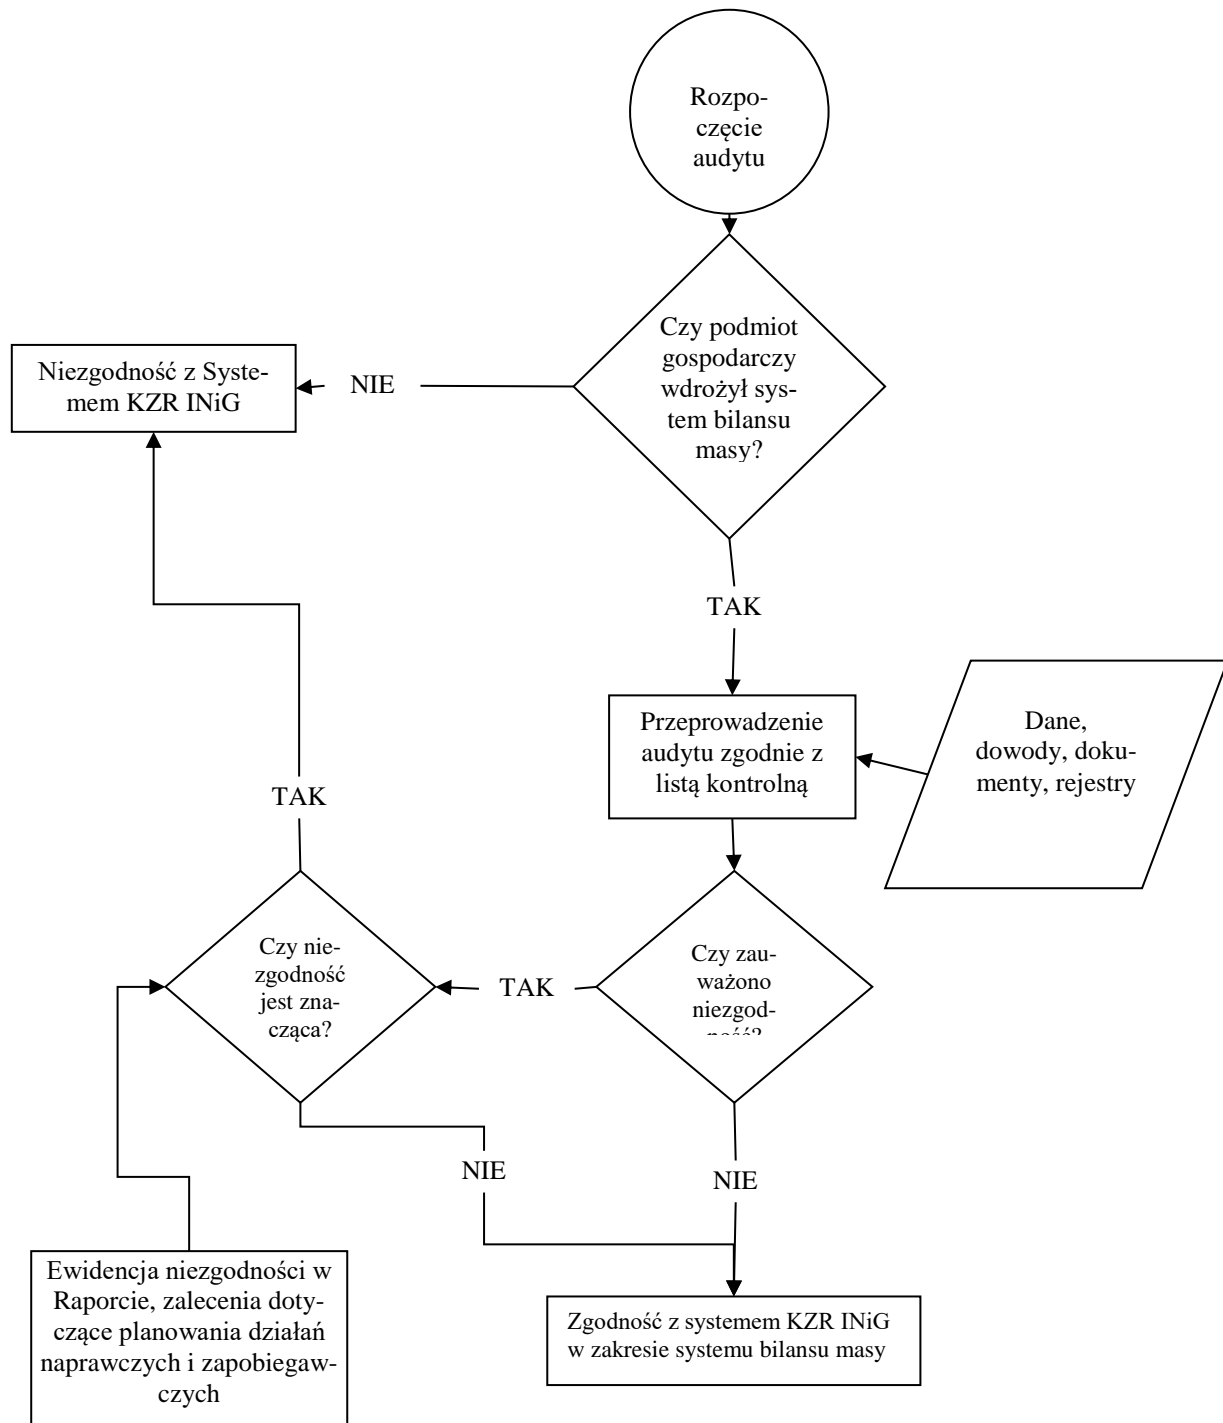 Rozpo-
częcie
audytu
Czy podmiot
gospodarczy
wdrożył sys-
tem bilansu
masy?
Niezgodność z Syste-
mem KZR INiG
NIE
TAK
Przeprowadzenie
audytu zgodnie z
listą kontrolną
Dane,
dowody, doku-
menty, rejestry
TAK
Czy nie-
zgodność
jest zna-
cząca?
TAK
Czy zau-
ważono
niezgod-
ność?
NIE
NIE
Ewidencja niezgodności w
Raporcie, zalecenia doty-
czące planowania działań
naprawczych i zapobiegaw-
czych
Zgodność z systemem KZR INiG
w zakresie systemu bilansu masy